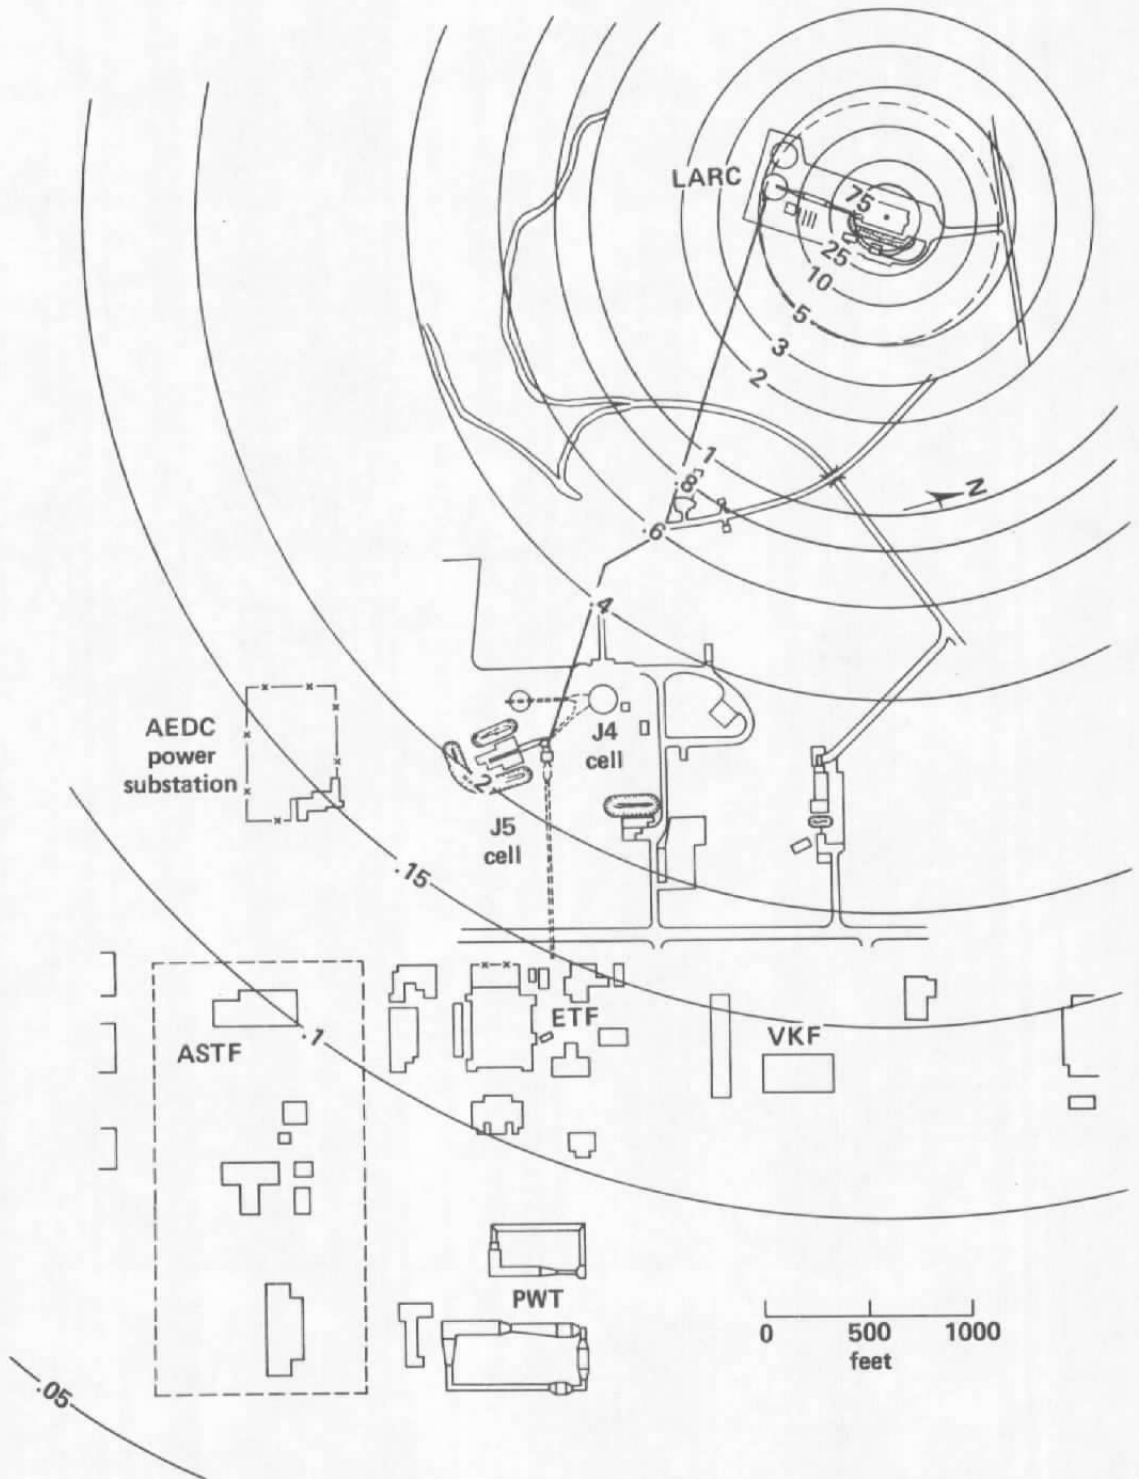 LARC
75
25
10
5
3
2
1
.8
.6
N
.4
AEDC
power
substation
J4
cell
.2
J5
cell
.15
ETF
VKF
.1
ASTF
PWT
0 500 1000
feet
.05